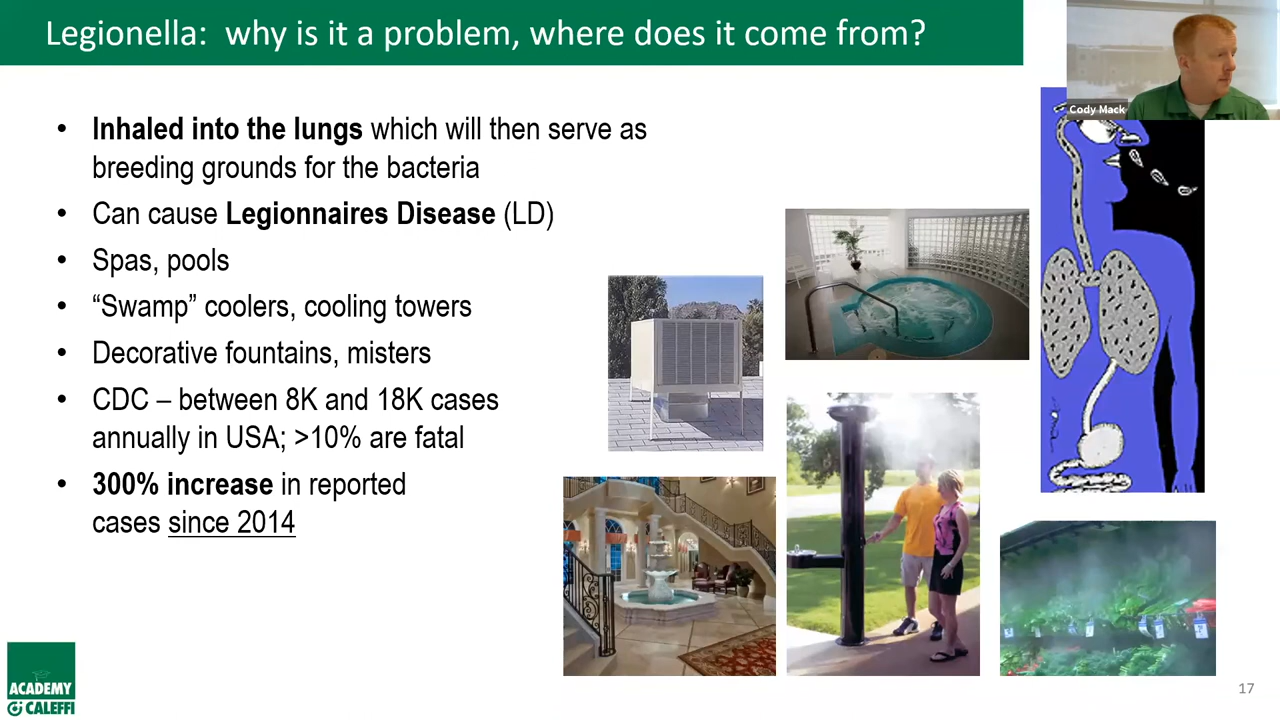 Legionella: why is it a problem, where does it come from?
Cody Mack
• Inhaled into the lungs which will then serve as
breeding grounds for the bacteria
• Can cause Legionnaires Disease (LD)
• Spas, pools
• “Swamp” coolers, cooling towers
• Decorative fountains, misters
• CDC – between 8K and 18K cases
annually in USA; >10% are fatal
• 300% increase in reported
cases since 2014
ACADEMY
CALEFFI
17